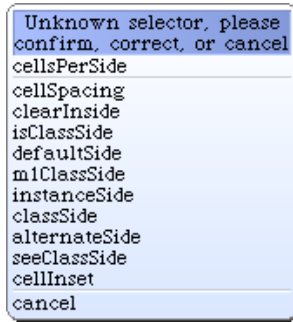 Unknown selector, please
confirm, correct, or cancel
cellsPerSide
cellSpacing
clearInside
isClassSide
defaultSide
m1ClassSide
instanceSide
classSide
alternateSide
seeClassSide
cellInset
cancel